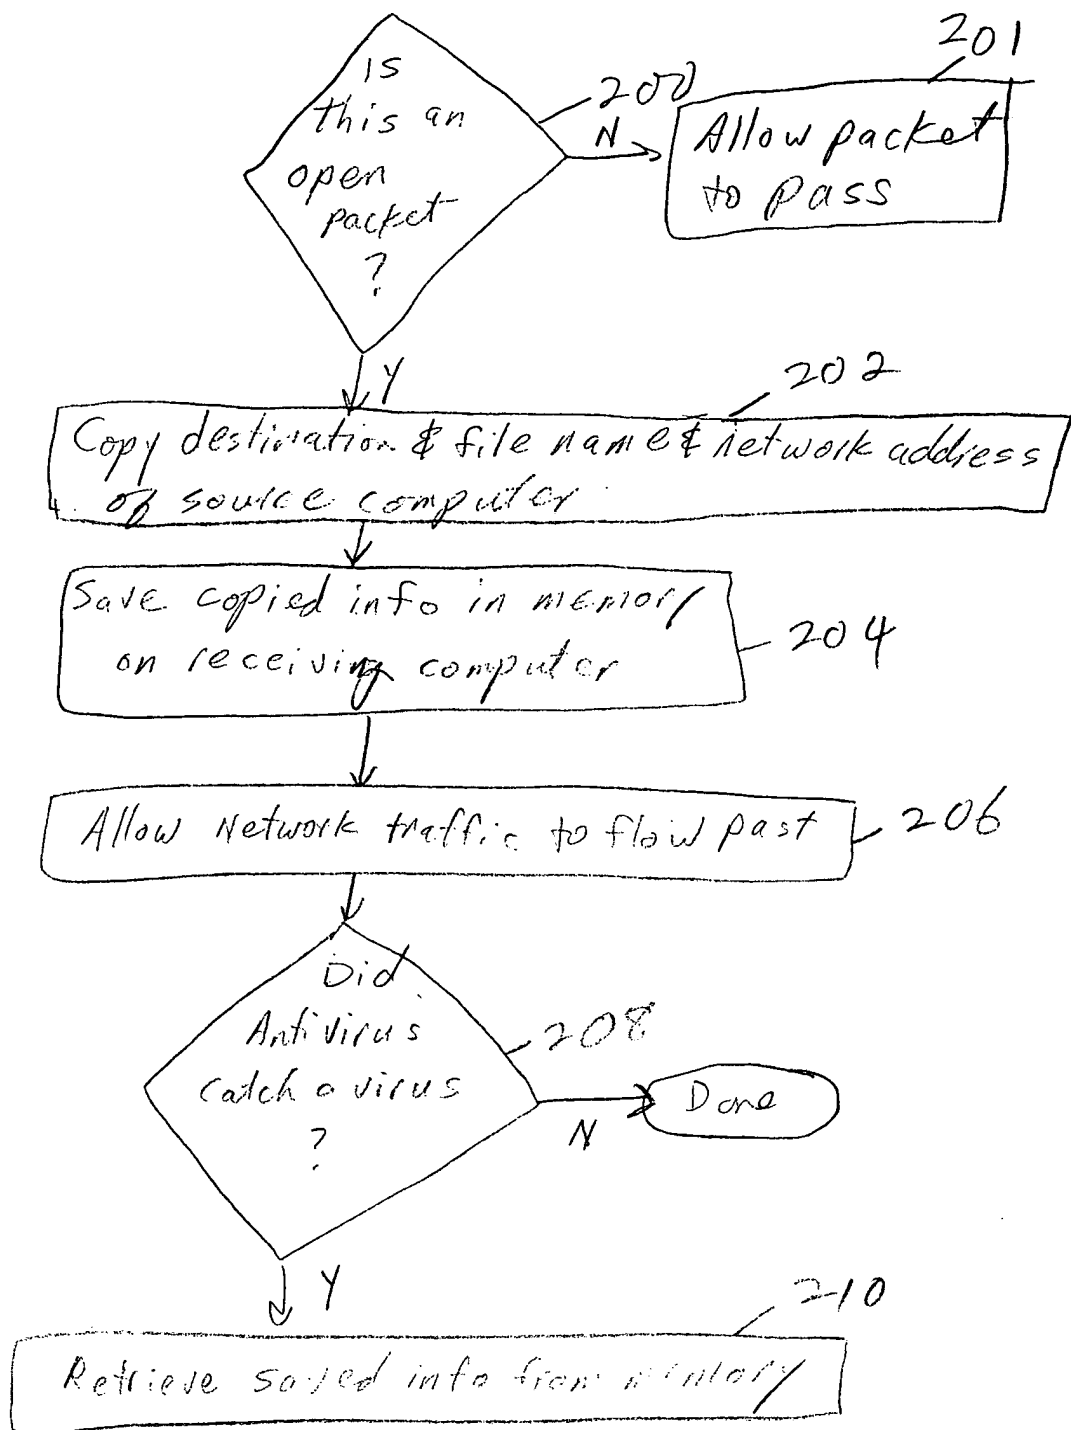 Is
this an
open
packet
?
200
N
201
Allow packet
to pass
Y
202
Copy destination & file name & network address
of source computer
Save copied info in memory
on receiving computer
204
Allow Network traffic to flow past
206
Did
Antivirus
catch a virus
?
208
N
Done
Y
210
Retrieve saved info from memory